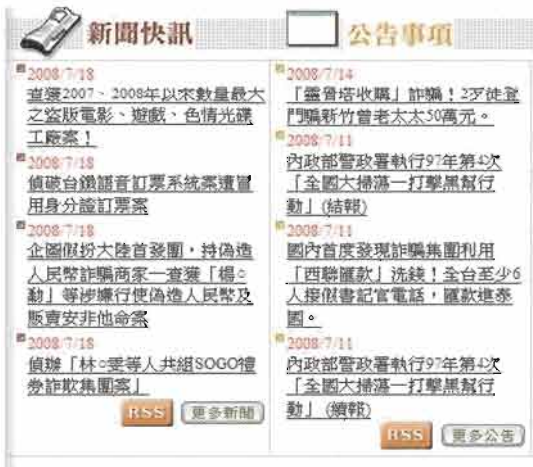 新聞快訊
2008/7/18
查獲2007、2008年以來數量最大
之盜版電影、遊戲、色情光碟
工廠案！
2008/7/18
偵破台鐵語音訂票系統案遭冒
用身分證訂票案
2008/7/18
企圖假扮大陸首發團，持偽造
人民幣詐騙商家—查獲「楊○
勳」等涉嫌行使偽造人民幣及
販賣安非他命案
2008/7/18
偵辦「林○雯等人共組SOGO禮
券詐欺集團案」
RSS 更多新聞
公告事項
2008/7/14
「靈骨塔收購」詐騙！2歹徒登
門騙新竹曾老太太50萬元。
2008/7/11
內政部警政署執行97年第4次
「全國大掃蕩—打擊黑幫行
動」(結報)
2008/7/11
國內首度發現詐騙集團利用
「西聯匯款」洗錢！全台至少6
人接假書記官電話，匯款進泰
國。
2008/7/11
內政部警政署執行97年第4次
「全國大掃蕩—打擊黑幫行
動」(續報)
RSS 更多公告